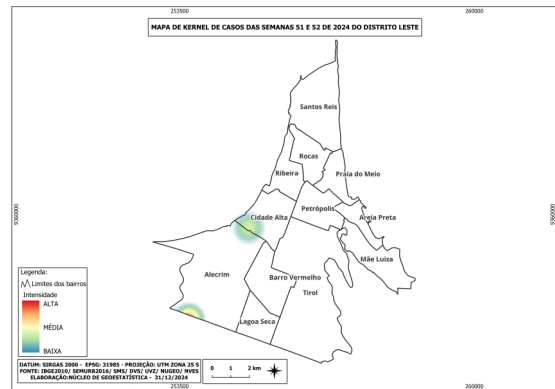 253500
260000
MAPA DE KERNEL DE CASOS DAS SEMANAS 51 E 52 DE 2024 DO DISTRITO LESTE
Santos Reis
Rocas
Ribeira
Praia do Meio
Petrópolis
Cidade Alta
Areia Preta
9360000
9360000
Mãe Luiza
Alecrim
Barro Vermelho
Tirol
Lagoa Seca
Legenda:
Limites dos bairros
Intensidade
ALTA
MÉDIA
BAIXA
DATUM: SIRGAS 2000 - EPSG: 31985 - PROJEÇÃO: UTM ZONA 25 S
FONTE: IBGE2010/ SEMURB2016/ SMS/ DVS/ UVZ/ NUGEO/ NVES
ELABORAÇÃO:NÚCLEO DE GEOESTATÍSTICA - 31/12/2024
0 1 2 km
253500
260000